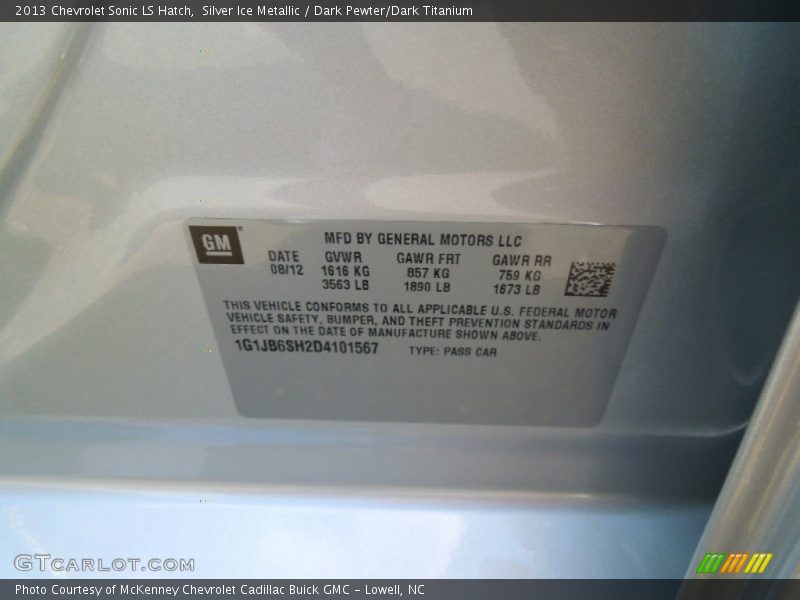 2013 Chevrolet Sonic LS Hatch,  Silver Ice Metallic / Dark Pewter/Dark Titanium
GM
MFD BY GENERAL MOTORS LLC
DATE GVWR GAWR FRT GAWR RR
08/12 1616 KG 857 KG 759 KG
3563 LB 1890 LB 1673 LB
THIS VEHICLE CONFORMS TO ALL APPLICABLE U.S. FEDERAL MOTOR
VEHICLE SAFETY, BUMPER, AND THEFT PREVENTION STANDARDS IN
EFFECT ON THE DATE OF MANUFACTURE SHOWN ABOVE.
1G1JB6SH2D4101567 TYPE: PASS CAR
GTCARLOT.COM
Photo Courtesy of McKenney Chevrolet Cadillac Buick GMC – Lowell, NC